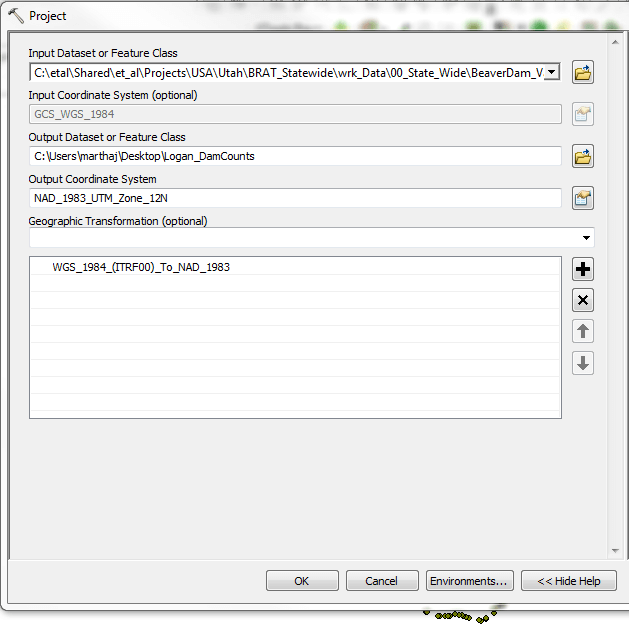 Project
Input Dataset or Feature Class
C:\etal\Shared\et_al\Projects\USA\Utah\BRAT_Statewide\wrk_Data\00_State_Wide\BeaverDam_V
Input Coordinate System (optional)
GCS_WGS_1984
Output Dataset or Feature Class
C:\Users\marthaj\Desktop\Logan_DamCounts
Output Coordinate System
NAD_1983_UTM_Zone_12N
Geographic Transformation (optional)
WGS_1984_(ITRF00)_To_NAD_1983
OK Cancel Environments... << Hide Help